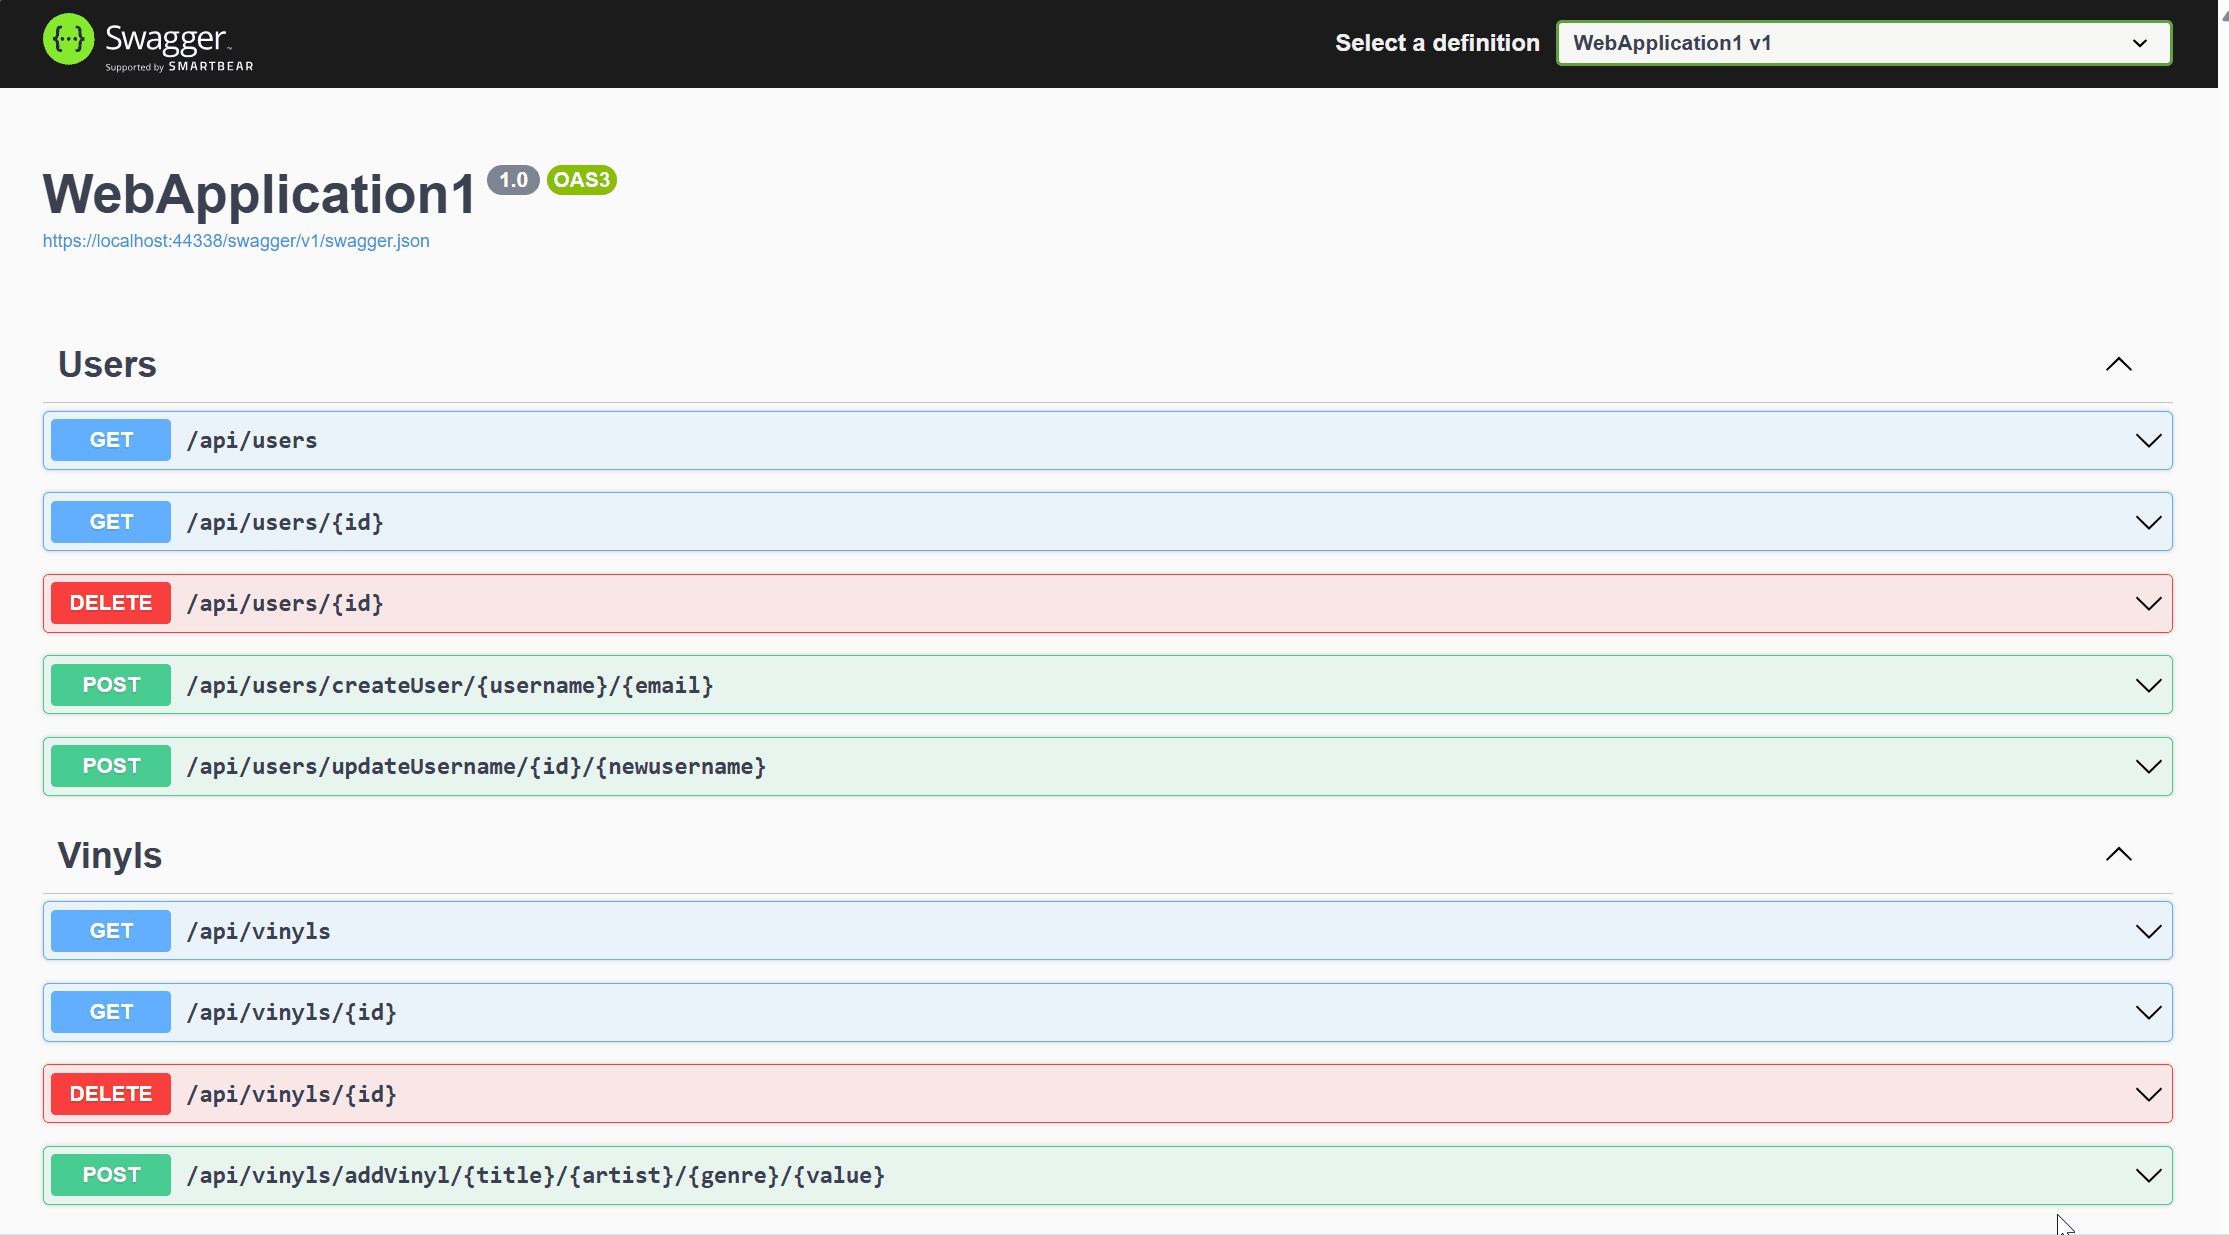 {···} Swagger™
Supported by SMARTBEAR
Select a definition
WebApplication1 v1
WebApplication1 1.0 OAS3
https://localhost:44338/swagger/v1/swagger.json
Users
GET /api/users
GET /api/users/{id}
DELETE /api/users/{id}
POST /api/users/createUser/{username}/{email}
POST /api/users/updateUsername/{id}/{newusername}
Vinyls
GET /api/vinyls
GET /api/vinyls/{id}
DELETE /api/vinyls/{id}
POST /api/vinyls/addVinyl/{title}/{artist}/{genre}/{value}